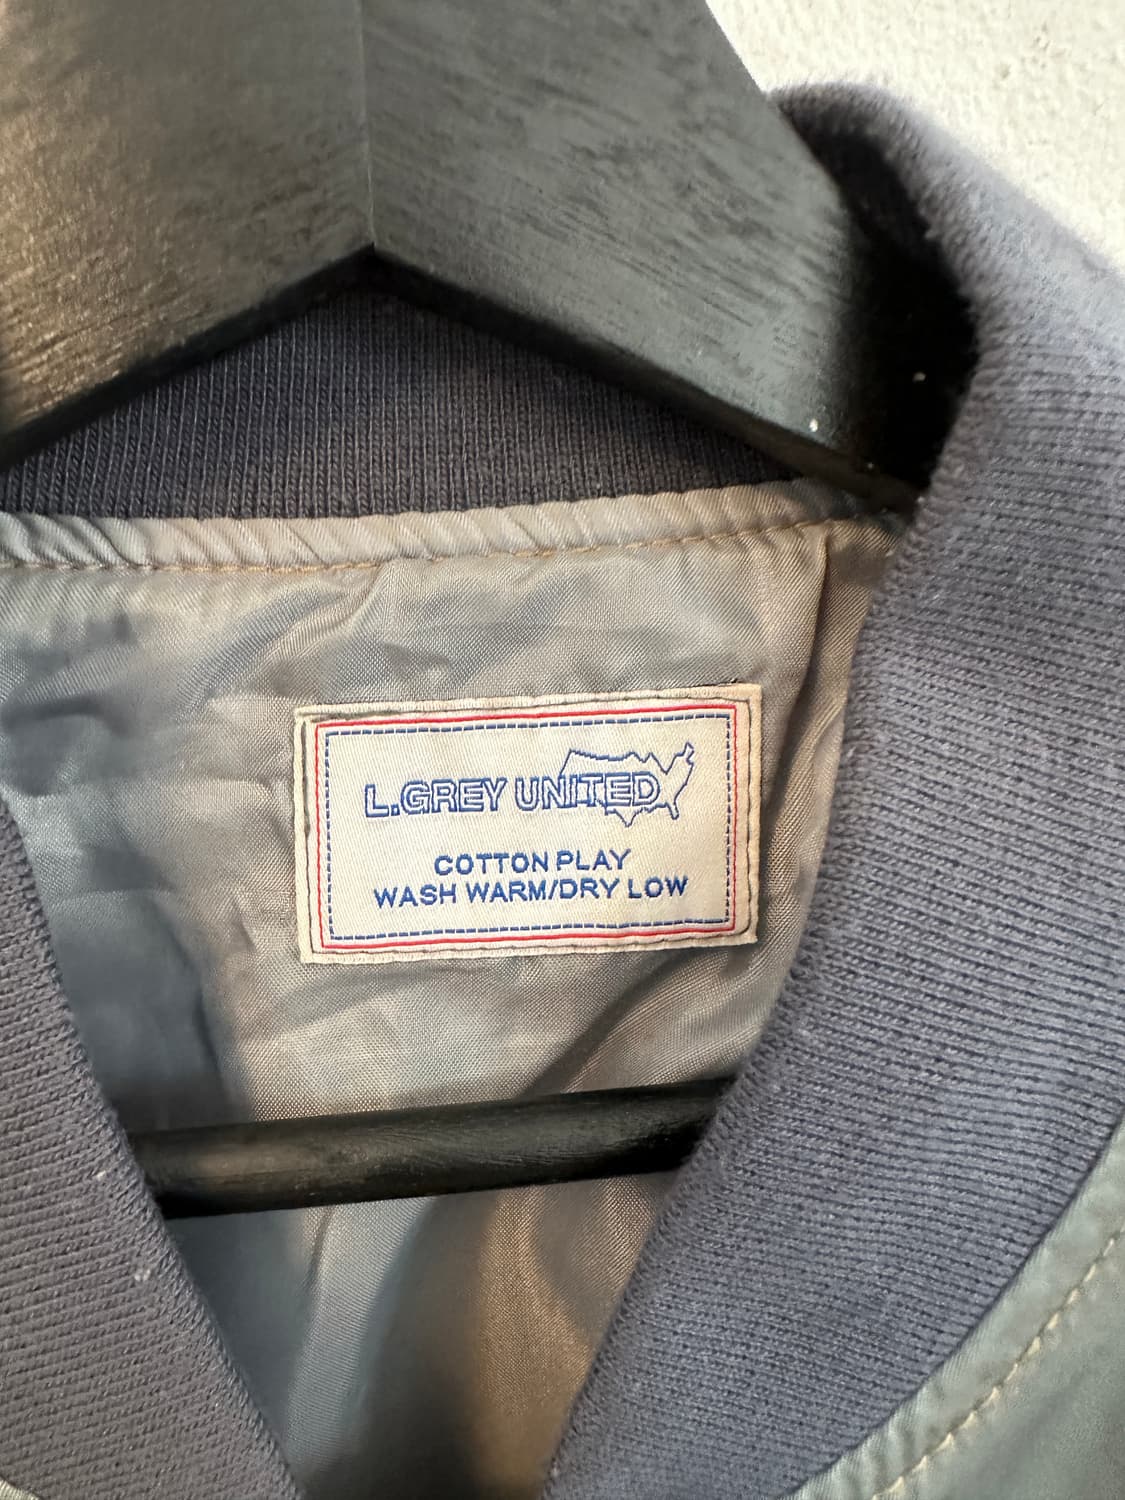 L.GREY UNITED
COTTON PLAY
WASH WARM/DRY LOW